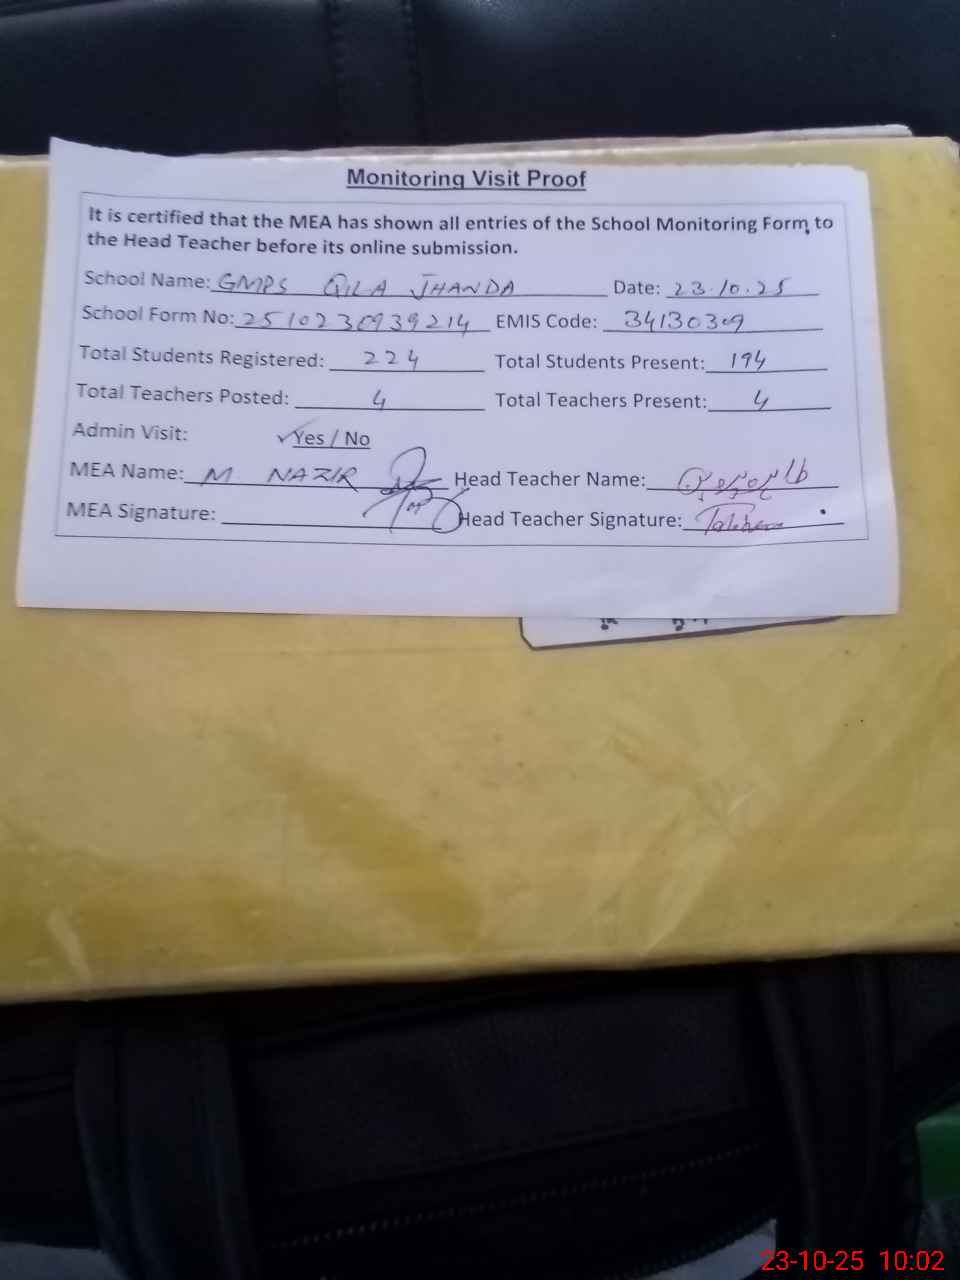 Monitoring Visit Proof
It is certified that the MEA has shown all entries of the School Monitoring Form to
the Head Teacher before its online submission.
School Name: GMPS QILA JHANDA Date: 23.10.25
School Form No: 2510230939214 EMIS Code: 34130309
Total Students Registered: 224 Total Students Present: 194
Total Teachers Posted: 4 Total Teachers Present: 4
Admin Visit: ✓Yes / No
MEA Name: M NAZIR Head Teacher Name:
MEA Signature: Head Teacher Signature:
23-10-25 10:02